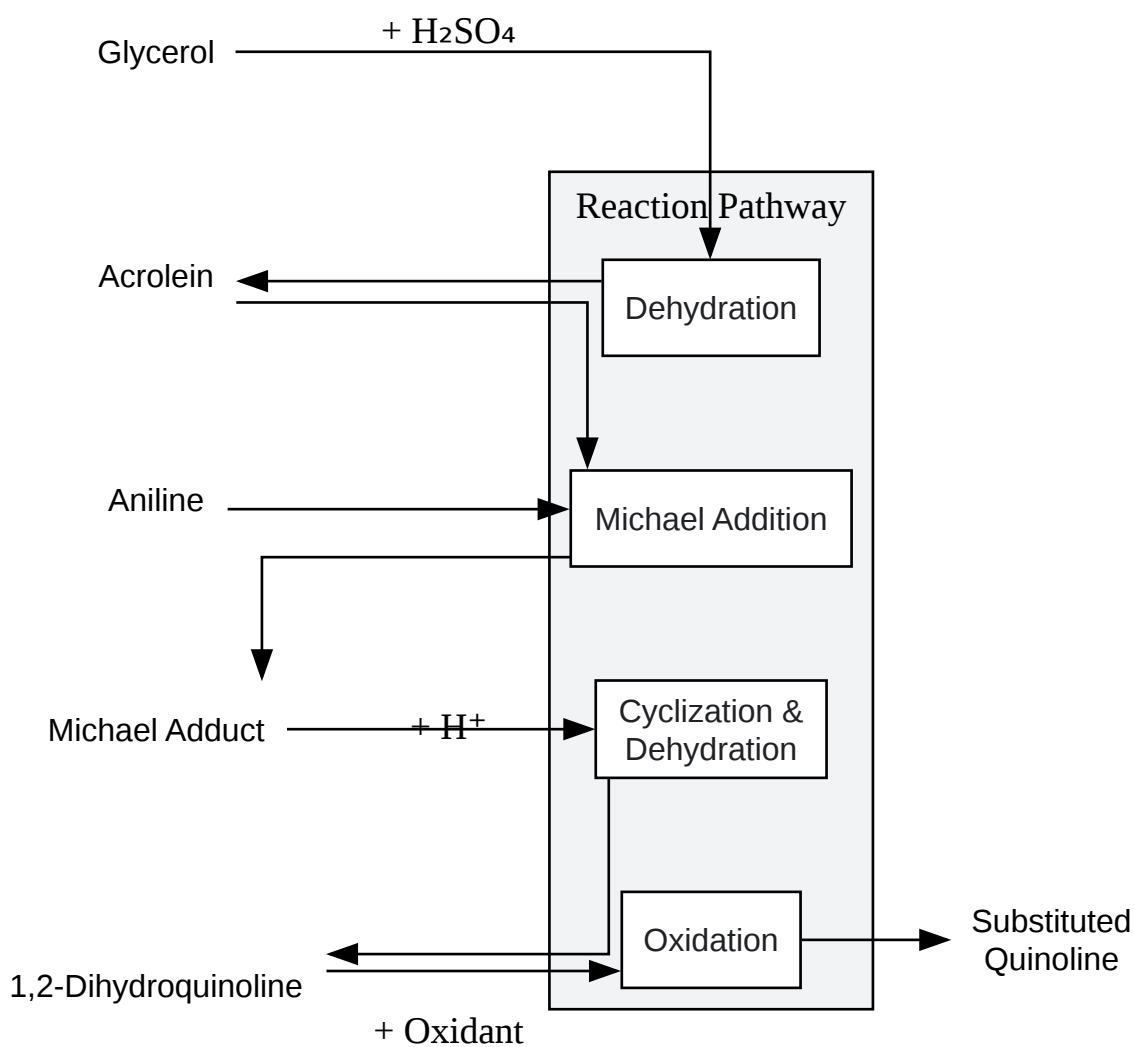 + H₂SO₄
Glycerol
Reaction Pathway
Acrolein
Dehydration
Aniline
Michael Addition
Michael Adduct
+ H⁺
Cyclization &
Dehydration
Oxidation
Substituted
Quinoline
1,2-Dihydroquinoline
+ Oxidant